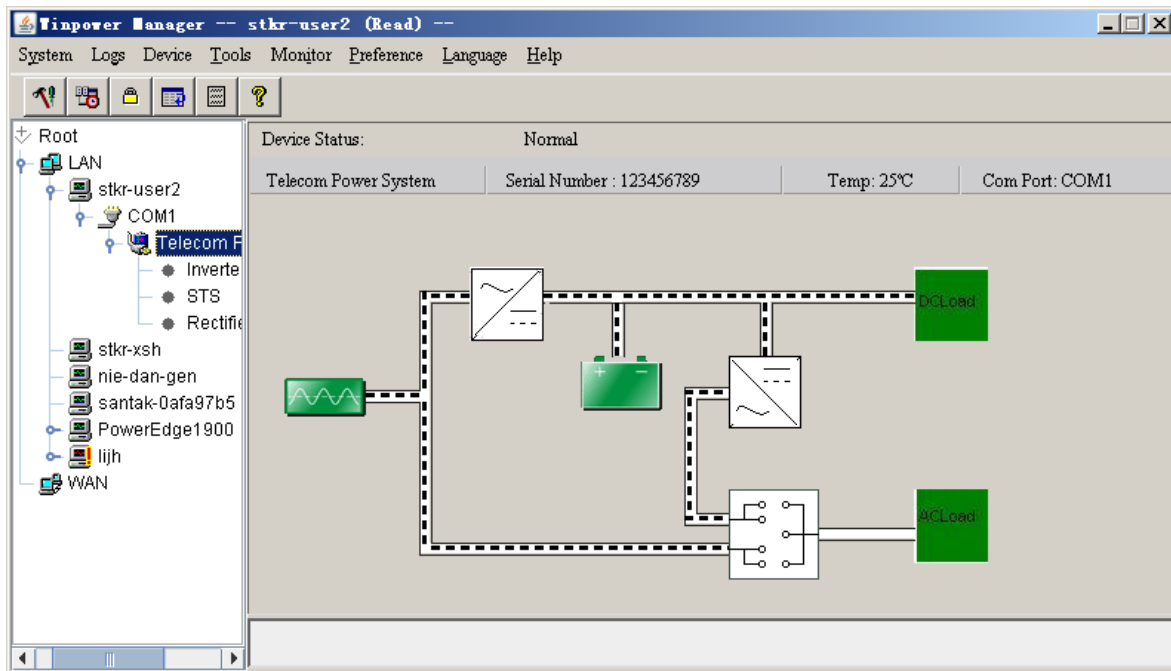 Winpower Manager -- stkr-user2 (Read) --
System Logs Device Tools Monitor Preference Language Help
Root
LAN
stkr-user2
COM1
Telecom P
Inverte
STS
Rectifie
stkr-xsh
nie-dan-gen
santak-0afa97b5
PowerEdge1900
lijh
WAN
Device Status: Normal
Telecom Power System Serial Number : 123456789 Temp: 25℃ Com Port: COM1
DCLoad
ACLoad